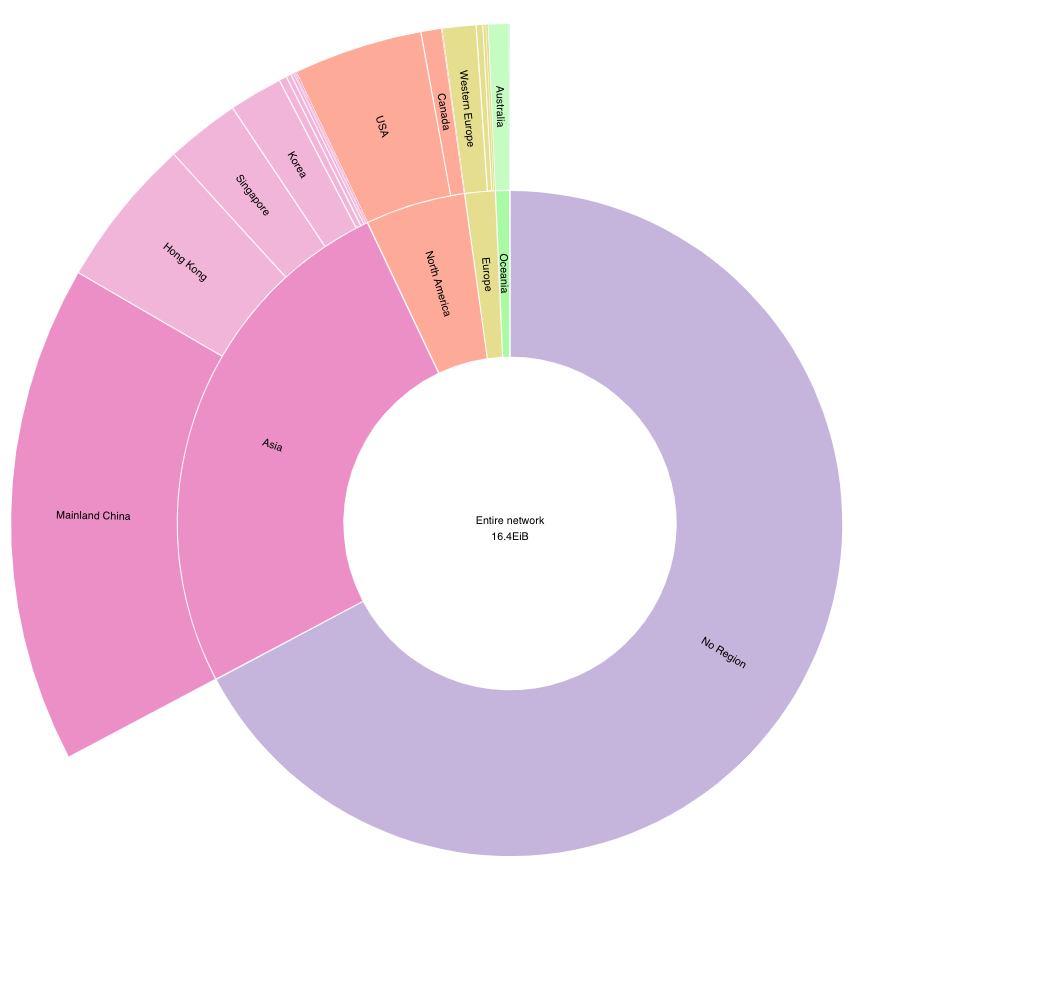 Entire network
16.4EiB
No Region
Asia
North America
Europe
Oceania
Mainland China
Hong Kong
Singapore
Korea
USA
Canada
Western Europe
Australia